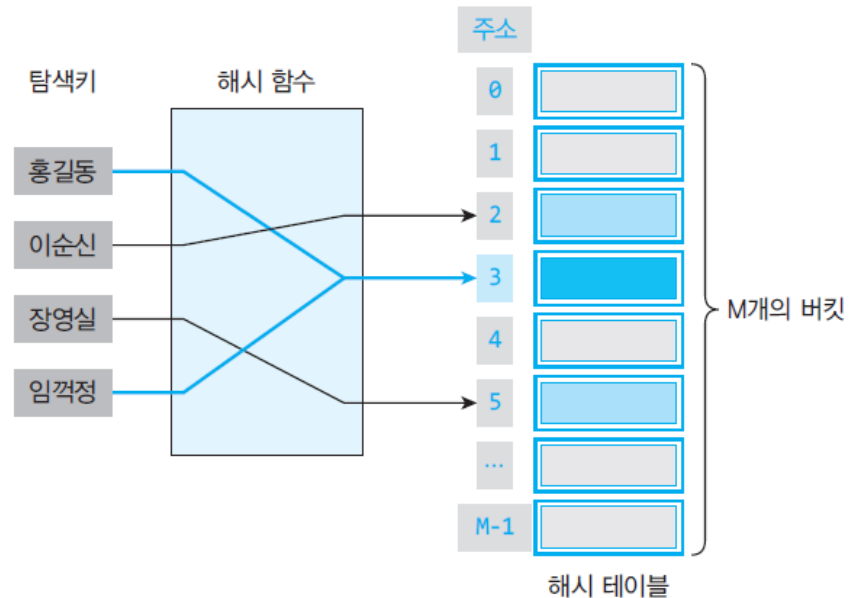 주소
탐색키
해시 함수
홍길동
이순신
장영실
임꺽정
0
1
2
3
4
5
...
M-1
M개의 버킷
해시 테이블